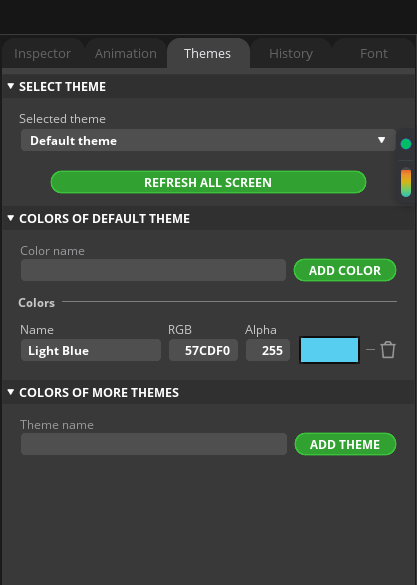 Inspector Animation Themes History Font
SELECT THEME
Selected theme
Default theme
REFRESH ALL SCREEN
COLORS OF DEFAULT THEME
Color name
ADD COLOR
Colors
Name RGB Alpha
Light Blue 57CDF0 255
COLORS OF MORE THEMES
Theme name
ADD THEME